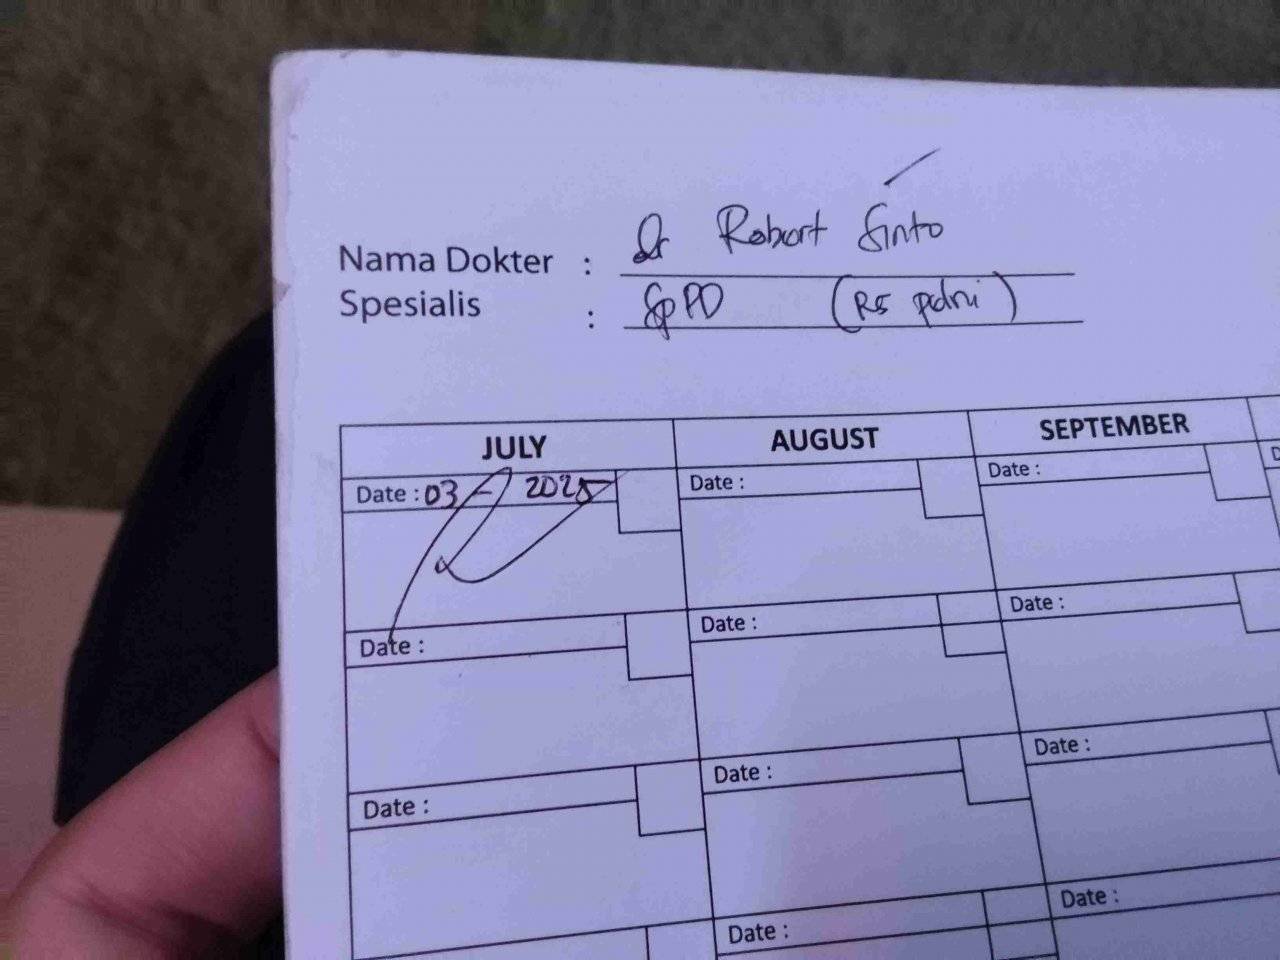 Nama Dokter : dr Robert Sinto
Spesialis : SpPD (RS polri)
JULY AUGUST SEPTEMBER
Date : 03 - 2025 Date : Date : D
Date : Date : Date :
Date : Date : Date :
Date : Date :